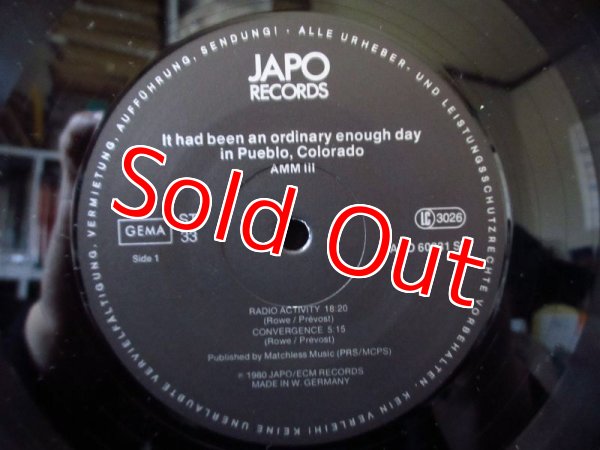 ALLE URHEBER- UND LEISTUNGSSCHUTZRECHTE VORBEHALTEN. KEIN VERLEIH! KEINE UNERLAUBTE VERVIELFÄLTIGUNG, VERMIETUNG, AUFFÜHRUNG, SENDUNG! ·
JAPO
RECORDS
It had been an ordinary enough day
in Pueblo, Colorado
AMM iii
Sold Out
GEMA
ST
33
LC 3026
Side 1
RADIO ACTIVITY 18:20
(Rowe / Prévost)
CONVERGENCE 5:15
(Rowe / Prévost)
Published by Matchless Music (PRS/MCPS)
℗ 1980 JAPO/ECM RECORDS
MADE IN W. GERMANY